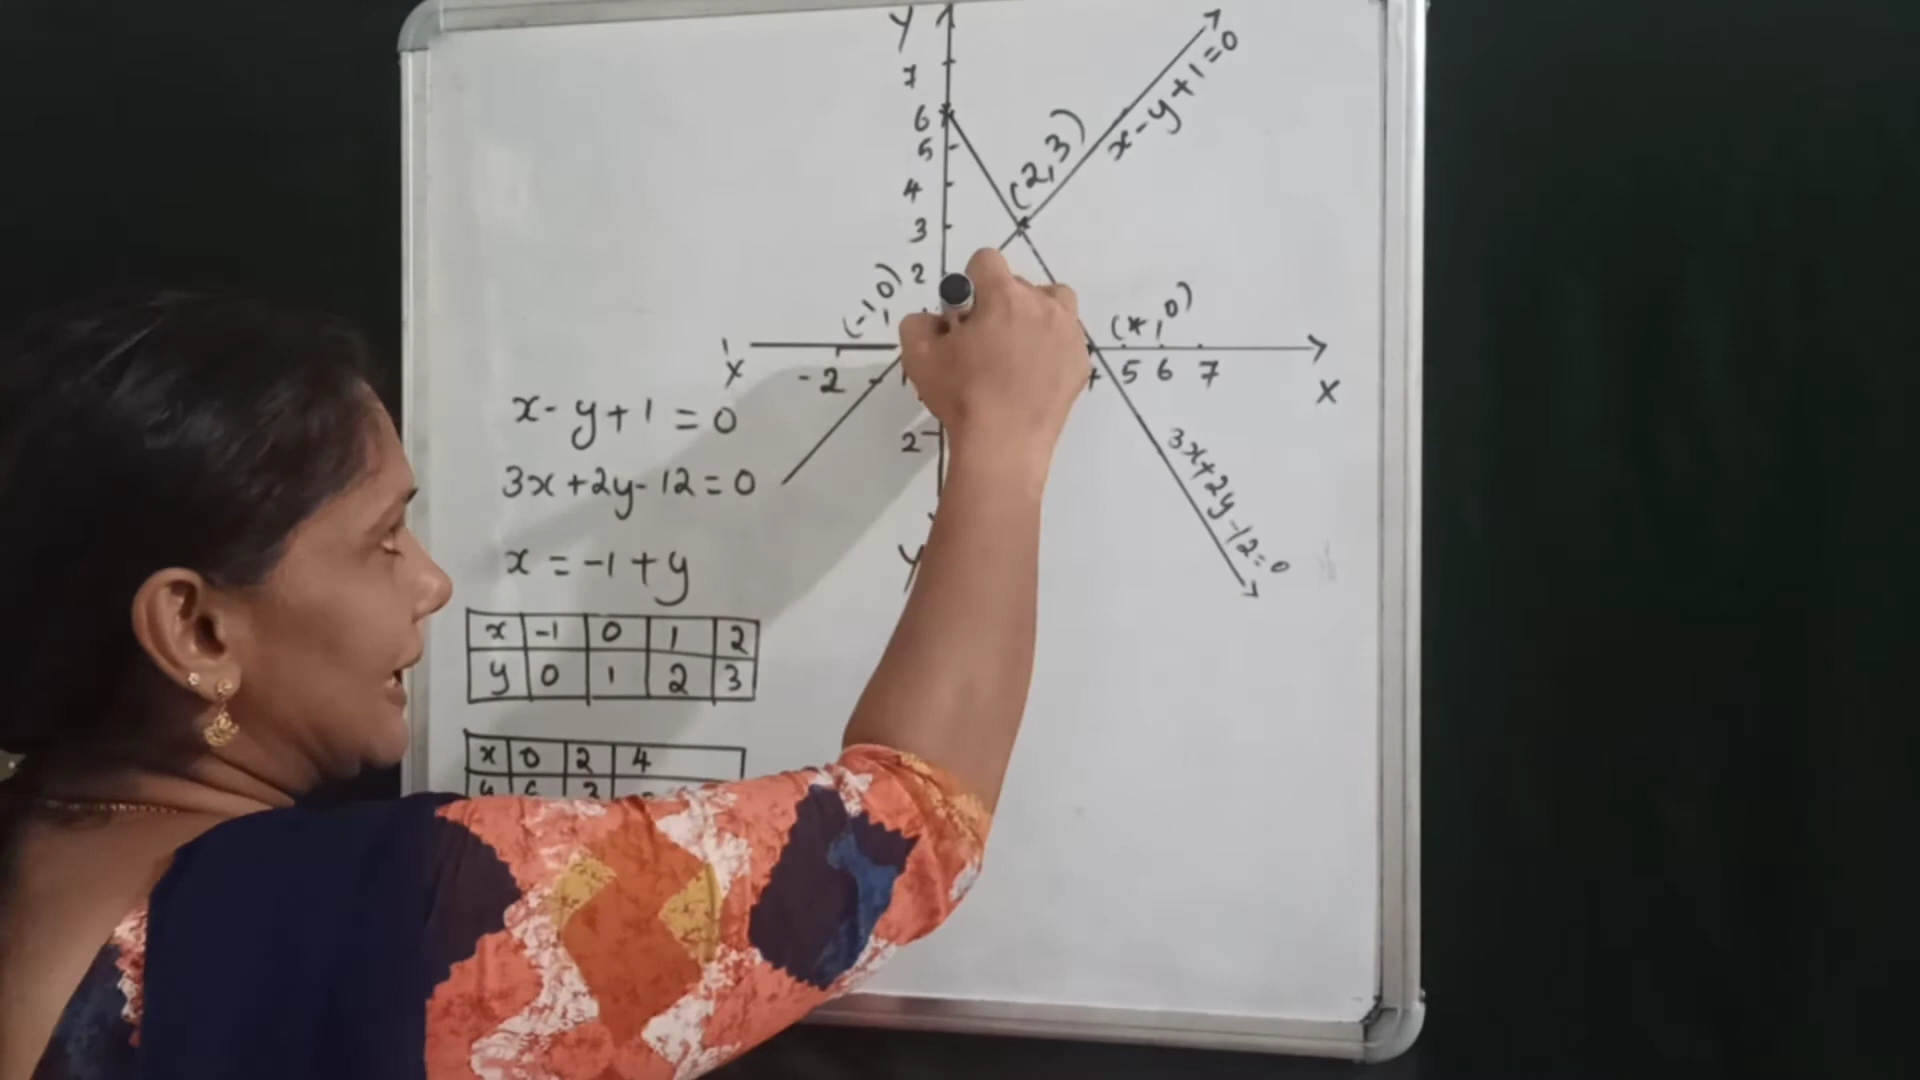 Y
7
6
5
4
3
2
(2,3)
x-y+1=0
(-1,0)
(4,0)
X
-2
5 6 7
X
2
Y
3x+2y-12=0
x-y+1=0
3x+2y-12=0
x=-1+y
x -1 0 1 2
y 0 1 2 3
x 0 2 4